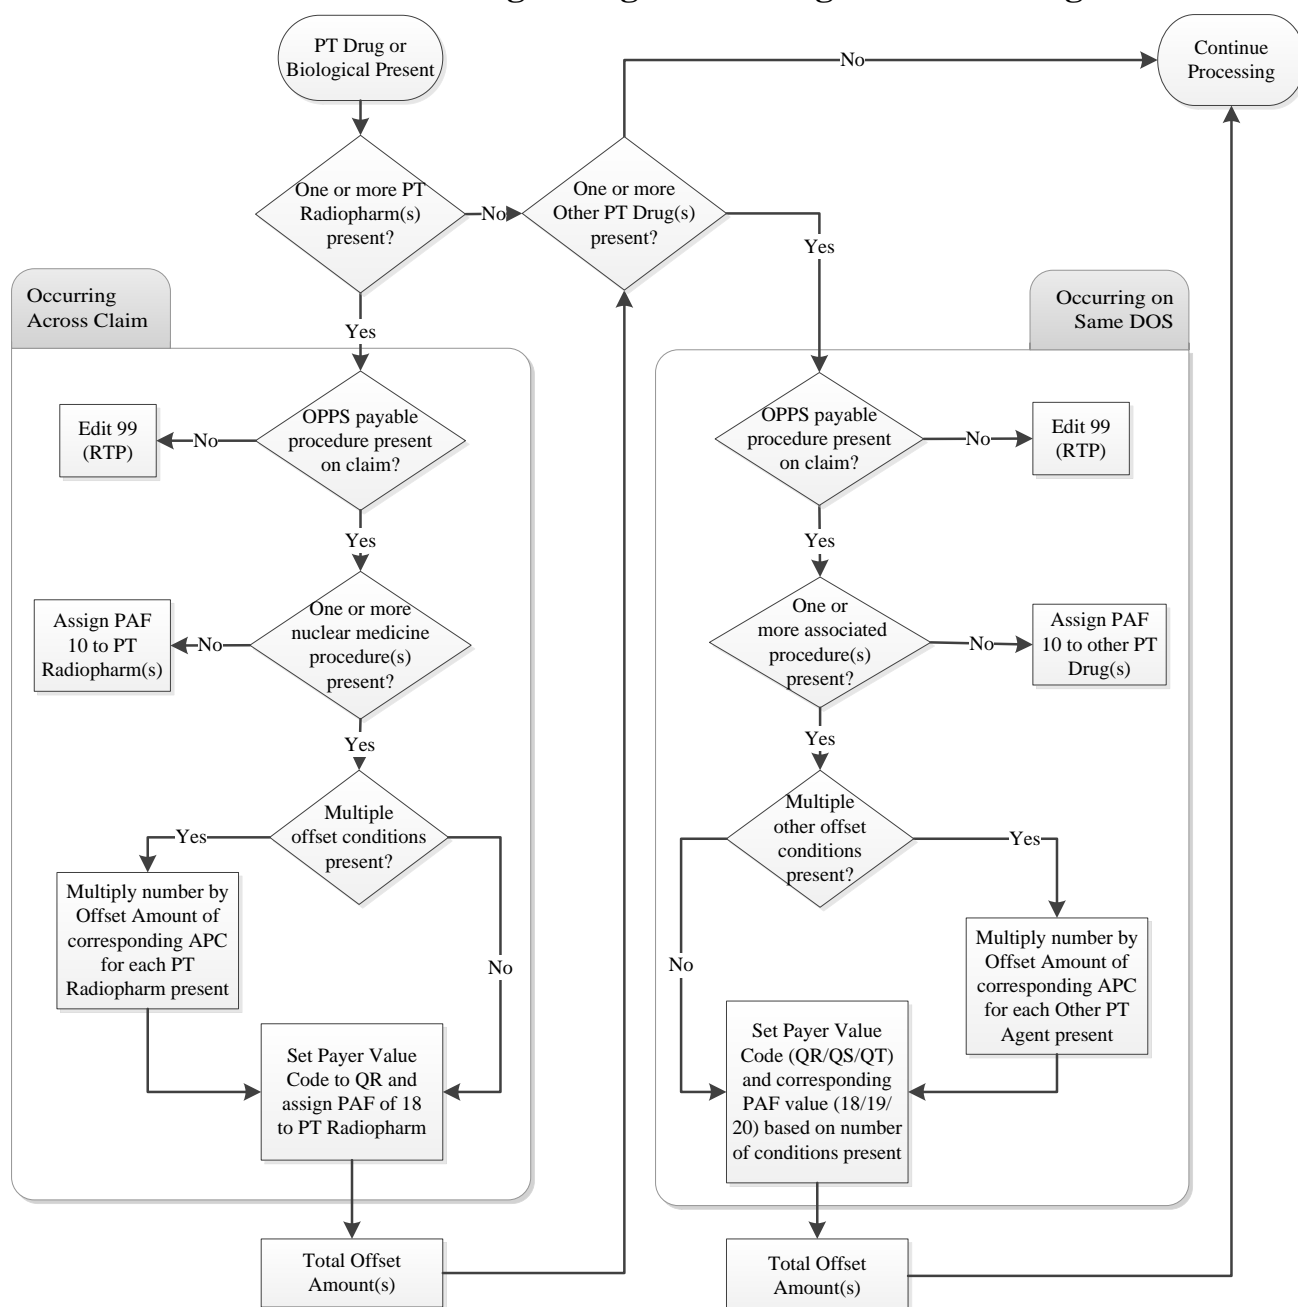 PT Drug or
Biological Present
No
Continue
Processing
One or more PT
Radiopharm(s)
present?
No
One or more
Other PT Drug(s)
present?
Yes
Occurring
Across Claim
Yes
Occurring on
Same DOS
Edit 99
(RTP)
No
OPPS payable
procedure present
on claim?
OPPS payable
procedure present
on claim?
No
Edit 99
(RTP)
Yes
Yes
Assign PAF
10 to PT
Radiopharm(s)
No
One or more
nuclear medicine
procedure(s)
present?
One or
more associated
procedure(s)
present?
No
Assign PAF
10 to other PT
Drug(s)
Yes
Yes
Yes
Multiple
offset conditions
present?
Multiple
other offset
conditions
present?
Yes
Multiply number by
Offset Amount of
corresponding APC
for each PT
Radiopharm present
No
No
Multiply number by
Offset Amount of
corresponding APC
for each Other PT
Agent present
Set Payer Value
Code to QR and
assign PAF of 18
to PT Radiopharm
Set Payer Value
Code (QR/QS/QT)
and corresponding
PAF value (18/19/
20) based on number
of conditions present
Total Offset
Amount(s)
Total Offset
Amount(s)